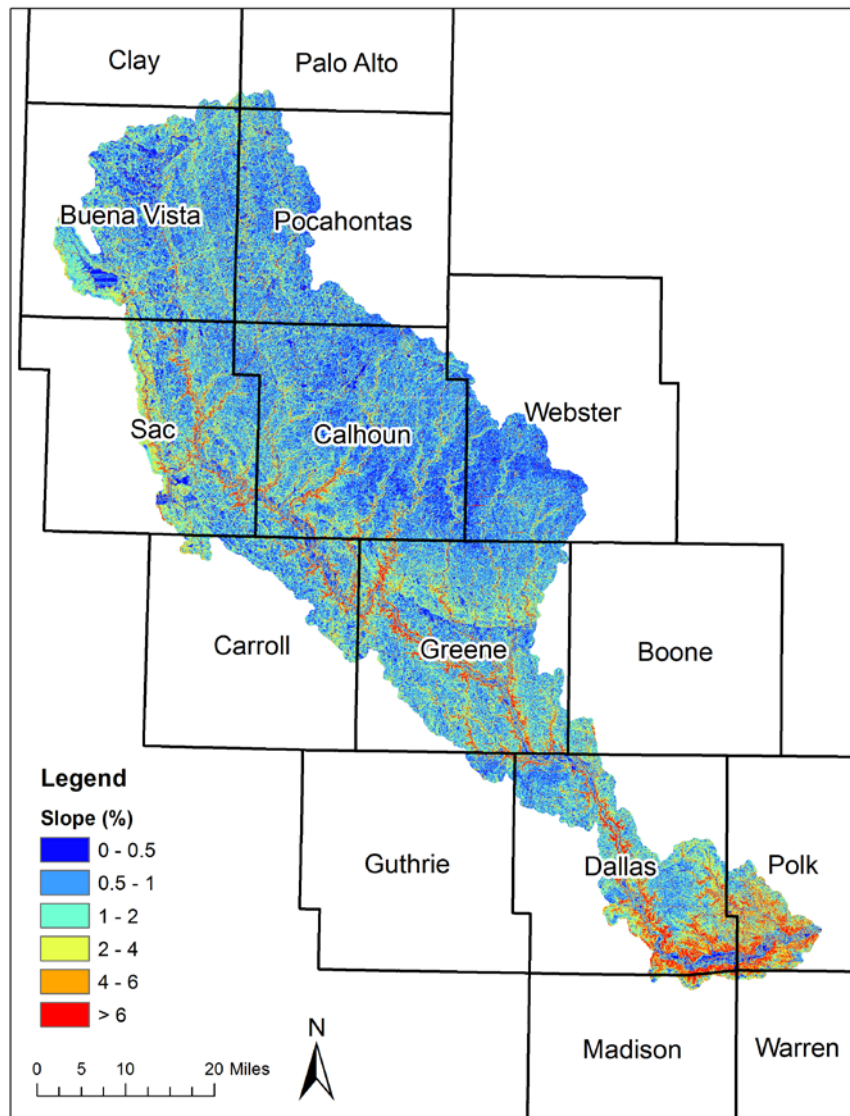 Clay
Palo Alto
Buena Vista
Pocahontas
Sac
Calhoun
Webster
Carroll
Greene
Boone
Guthrie
Dallas
Polk
Madison
Warren
Legend
Slope (%)
0 - 0.5
0.5 - 1
1 - 2
2 - 4
4 - 6
> 6
N
0 5 10 20 Miles